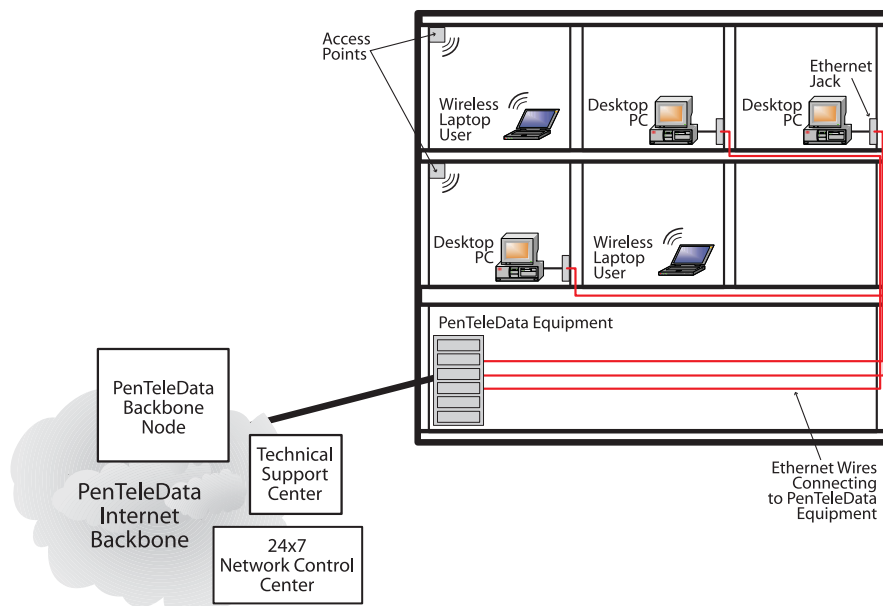 Access
Points
Ethernet
Jack
Wireless
Laptop
User
Desktop
PC
Desktop
PC
Desktop
PC
Wireless
Laptop
User
PenTeleData Equipment
PenTeleData
Backbone
Node
Technical
Support
Center
PenTeleData
Internet
Backbone
24x7
Network Control
Center
Ethernet Wires
Connecting
to PenTeleData
Equipment